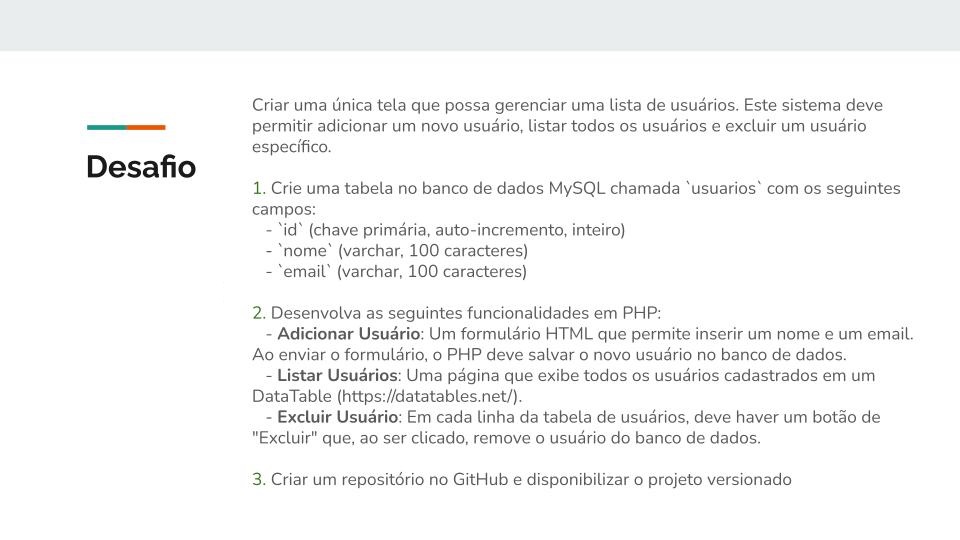 Desafio
Criar uma única tela que possa gerenciar uma lista de usuários. Este sistema deve
permitir adicionar um novo usuário, listar todos os usuários e excluir um usuário
específico.
1. Crie uma tabela no banco de dados MySQL chamada `usuarios` com os seguintes
campos:
- `id` (chave primária, auto-incremento, inteiro)
- `nome` (varchar, 100 caracteres)
- `email` (varchar, 100 caracteres)
2. Desenvolva as seguintes funcionalidades em PHP:
- Adicionar Usuário: Um formulário HTML que permite inserir um nome e um email.
Ao enviar o formulário, o PHP deve salvar o novo usuário no banco de dados.
- Listar Usuários: Uma página que exibe todos os usuários cadastrados em um
DataTable (https://datatables.net/).
- Excluir Usuário: Em cada linha da tabela de usuários, deve haver um botão de
"Excluir" que, ao ser clicado, remove o usuário do banco de dados.
3. Criar um repositório no GitHub e disponibilizar o projeto versionado